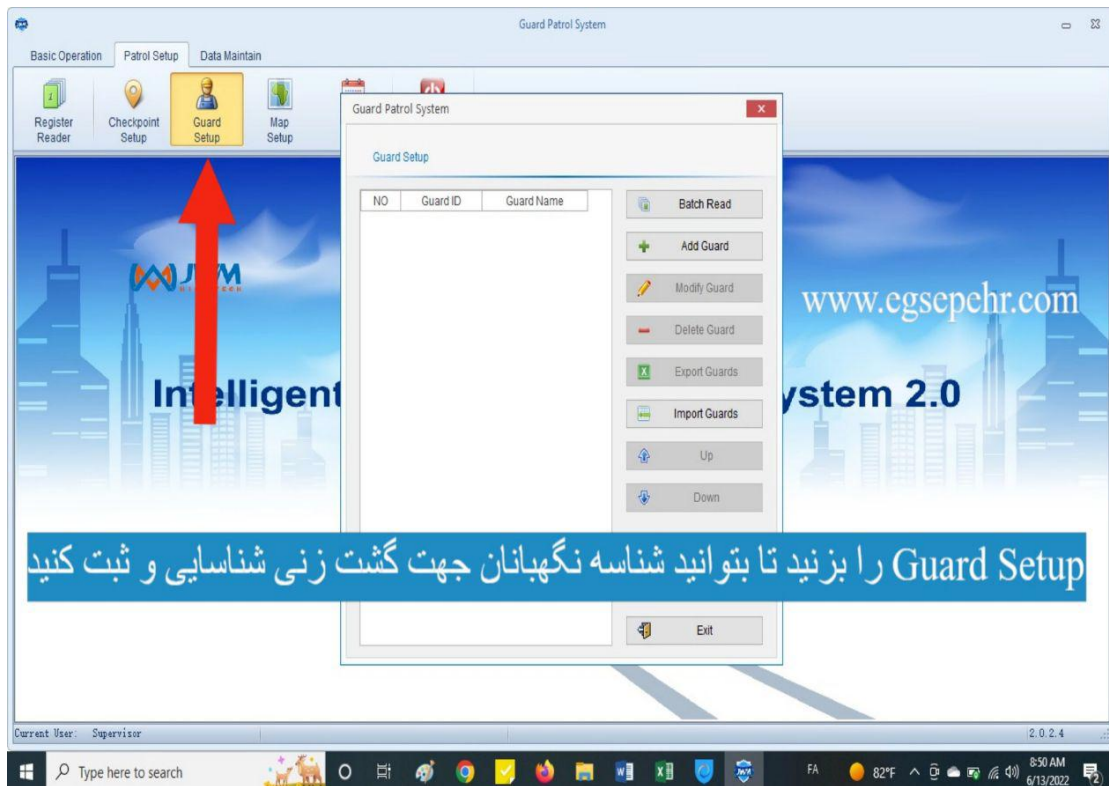 Guard Patrol System
Basic Operation Patrol Setup Data Maintain
Register Reader
Checkpoint Setup
Guard Setup
Map Setup
Guard Patrol System
Guard Setup
NO Guard ID Guard Name
Batch Read
Add Guard
Modify Guard
Delete Guard
Export Guards
Import Guards
Up
Down
Exit
JWM
www.egsepehr.com
Intelligent
ystem 2.0
Guard Setup را بزنید تا بتوانید شناسه نگهبانان جهت گشت زنی شناسایی و ثبت کنید
Current User: Supervisor
2.0.2.4
Type here to search
FA
82°F
8:50 AM
6/13/2022
2